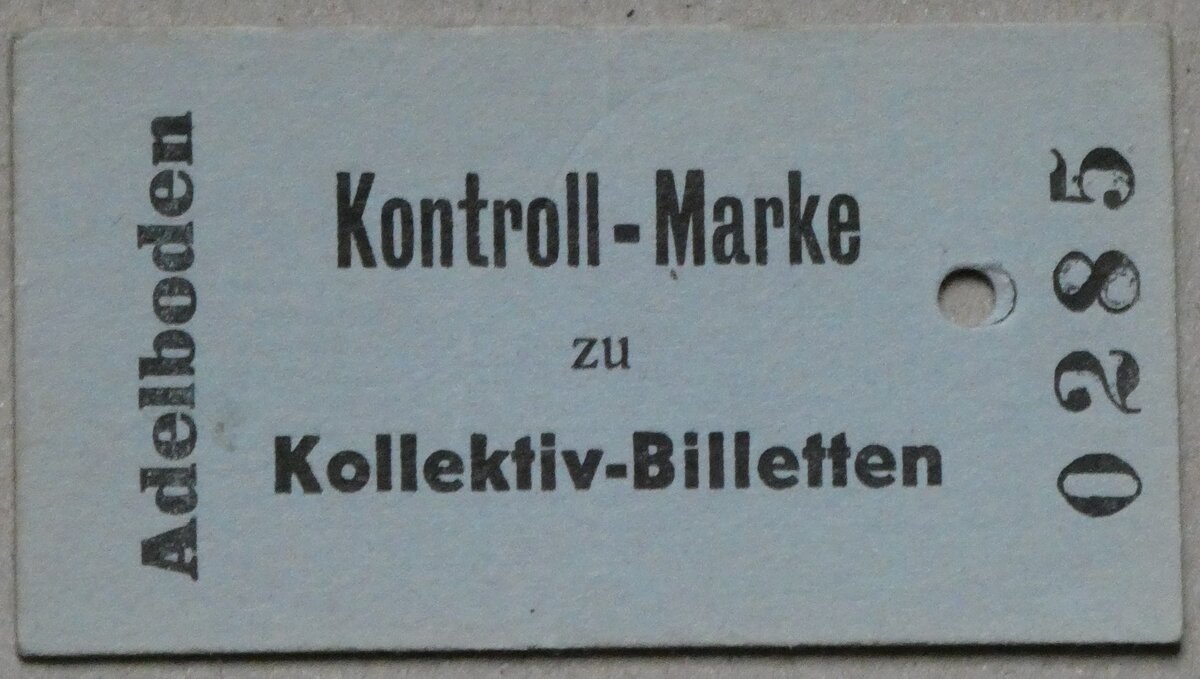 Adelboden
Kontroll-Marke
zu
Kollektiv-Billetten
0285